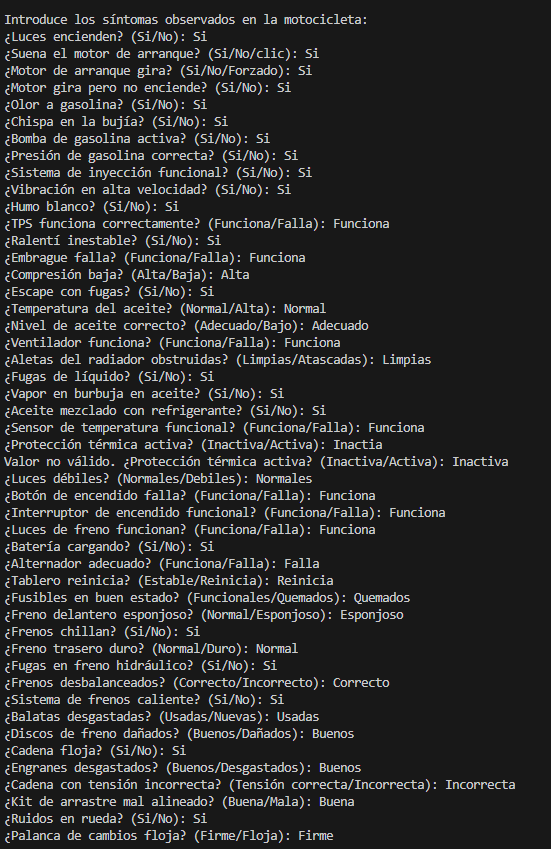 Introduce los síntomas observados en la motocicleta:
¿Luces encienden? (Si/No): Si
¿Suena el motor de arranque? (Si/No/clic): Si
¿Motor de arranque gira? (Si/No/Forzado): Si
¿Motor gira pero no enciende? (Si/No): Si
¿Olor a gasolina? (Si/No): Si
¿Chispa en la bujía? (Si/No): Si
¿Bomba de gasolina activa? (Si/No): Si
¿Presión de gasolina correcta? (Si/No): Si
¿Sistema de inyección funcional? (Si/No): Si
¿Vibración en alta velocidad? (Si/No): Si
¿Humo blanco? (Si/No): Si
¿TPS funciona correctamente? (Funciona/Falla): Funciona
¿Ralentí inestable? (Si/No): Si
¿Embrague falla? (Funciona/Falla): Funciona
¿Compresión baja? (Alta/Baja): Alta
¿Escape con fugas? (Si/No): Si
¿Temperatura del aceite? (Normal/Alta): Normal
¿Nivel de aceite correcto? (Adecuado/Bajo): Adecuado
¿Ventilador funciona? (Funciona/Falla): Funciona
¿Aletas del radiador obstruidas? (Limpias/Atascadas): Limpias
¿Fugas de líquido? (Si/No): Si
¿Vapor en burbuja en aceite? (Si/No): Si
¿Aceite mezclado con refrigerante? (Si/No): Si
¿Sensor de temperatura funcional? (Funciona/Falla): Funciona
¿Protección térmica activa? (Inactiva/Activa): Inactia
Valor no válido. ¿Protección térmica activa? (Inactiva/Activa): Inactiva
¿Luces débiles? (Normales/Debiles): Normales
¿Botón de encendido falla? (Funciona/Falla): Funciona
¿Interruptor de encendido funcional? (Funciona/Falla): Funciona
¿Luces de freno funcionan? (Funciona/Falla): Funciona
¿Batería cargando? (Si/No): Si
¿Alternador adecuado? (Funciona/Falla): Falla
¿Tablero reinicia? (Estable/Reinicia): Reinicia
¿Fusibles en buen estado? (Funcionales/Quemados): Quemados
¿Freno delantero esponjoso? (Normal/Esponjoso): Esponjoso
¿Frenos chillan? (Si/No): Si
¿Freno trasero duro? (Normal/Duro): Normal
¿Fugas en freno hidráulico? (Si/No): Si
¿Frenos desbalanceados? (Correcto/Incorrecto): Correcto
¿Sistema de frenos caliente? (Si/No): Si
¿Balatas desgastadas? (Usadas/Nuevas): Usadas
¿Discos de freno dañados? (Buenos/Dañados): Buenos
¿Cadena floja? (Si/No): Si
¿Engranes desgastados? (Buenos/Desgastados): Buenos
¿Cadena con tensión incorrecta? (Tensión correcta/Incorrecta): Incorrecta
¿Kit de arrastre mal alineado? (Buena/Mala): Buena
¿Ruidos en rueda? (Si/No): Si
¿Palanca de cambios floja? (Firme/Floja): Firme